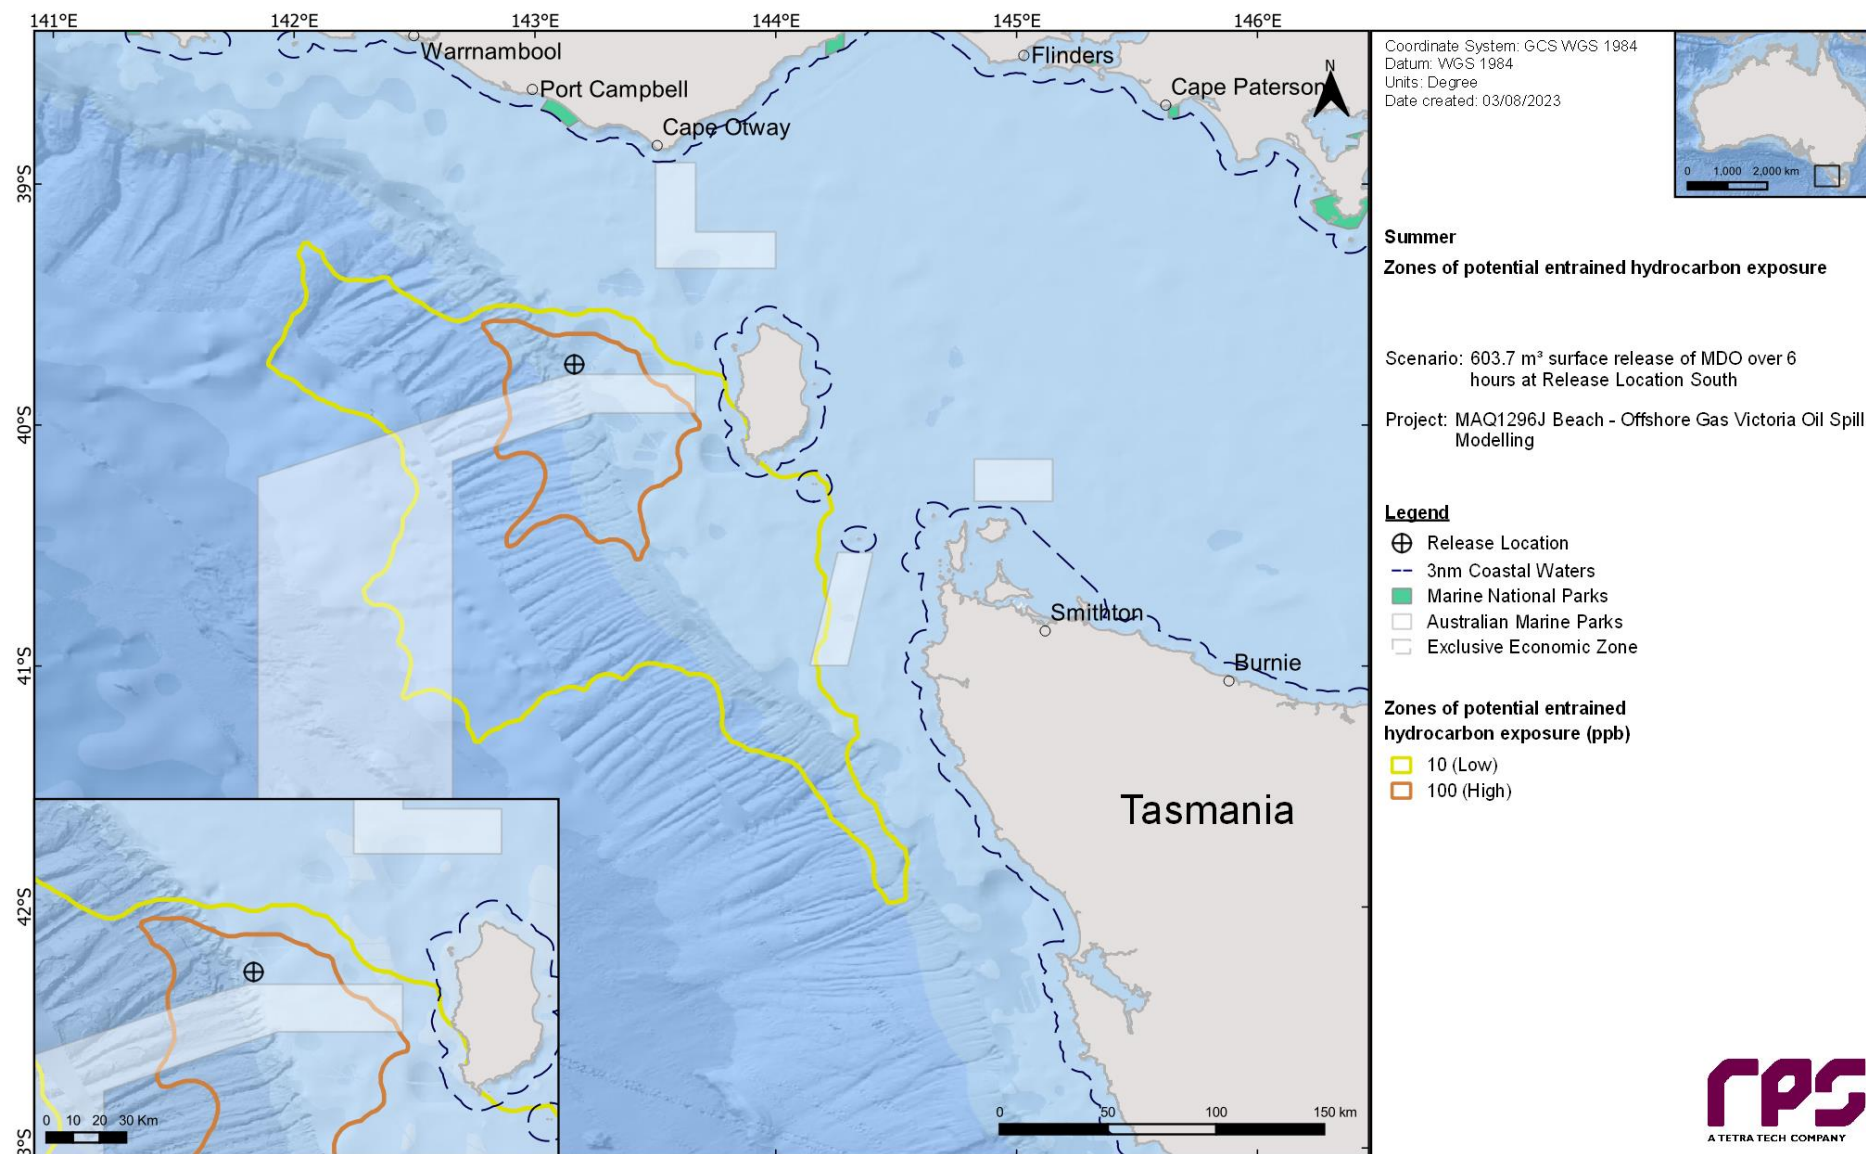 141°E 142°E 143°E 144°E 145°E 146°E
Warrnambool
Port Campbell
Cape Otway
Flinders
Cape Paterson
N
39°S
40°S
41°S
42°S
Smithton
Burnie
Tasmania
0 10 20 30 Km
0 50 100 150 km
Coordinate System: GCS WGS 1984
Datum: WGS 1984
Units: Degree
Date created: 03/08/2023
0 1,000 2,000 km
Summer
Zones of potential entrained hydrocarbon exposure
Scenario: 603.7 m³ surface release of MDO over 6
hours at Release Location South
Project: MAQ1296J Beach - Offshore Gas Victoria Oil Spill
Modelling
Legend
Release Location
3nm Coastal Waters
Marine National Parks
Australian Marine Parks
Exclusive Economic Zone
Zones of potential entrained
hydrocarbon exposure (ppb)
10 (Low)
100 (High)
rps
A TETRA TECH COMPANY